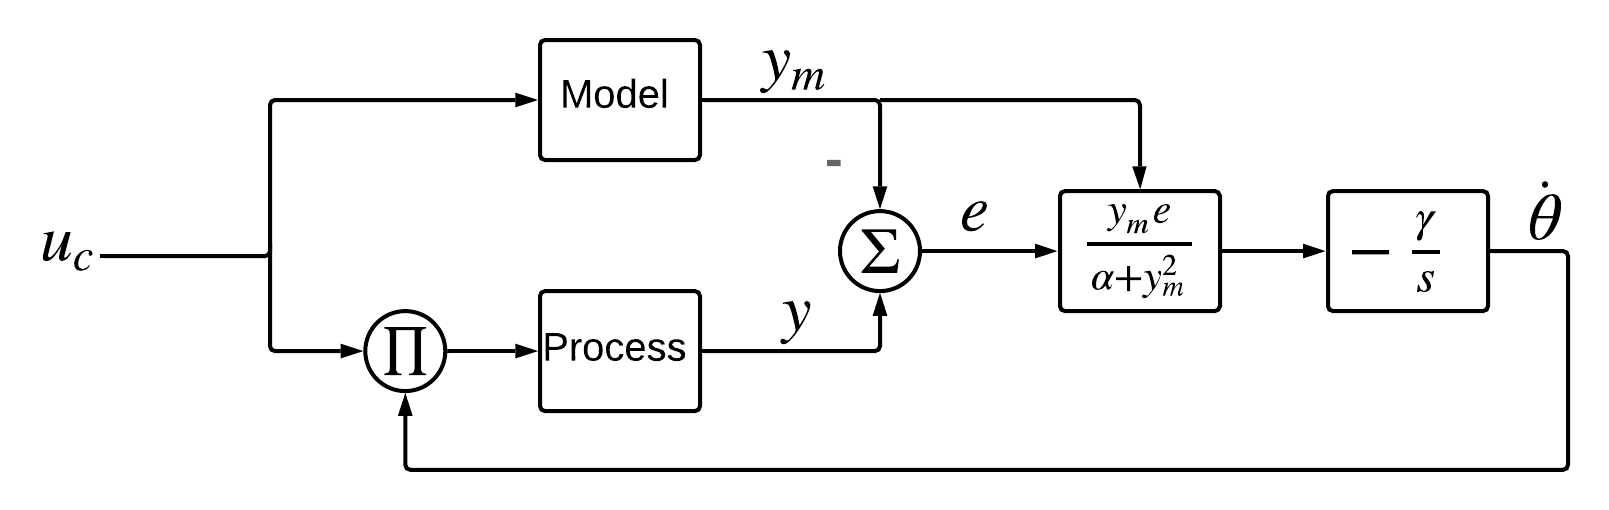 Model
y_m
-
u_c
Σ
e
y_m e
α+y_m^2
− γ
s
θ̇
∏
Process
y